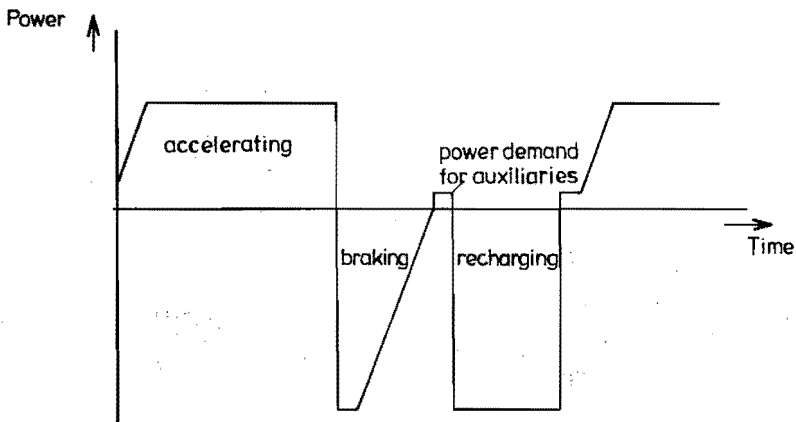 Power
accelerating
power demand
for auxiliaries
braking
recharging
Time